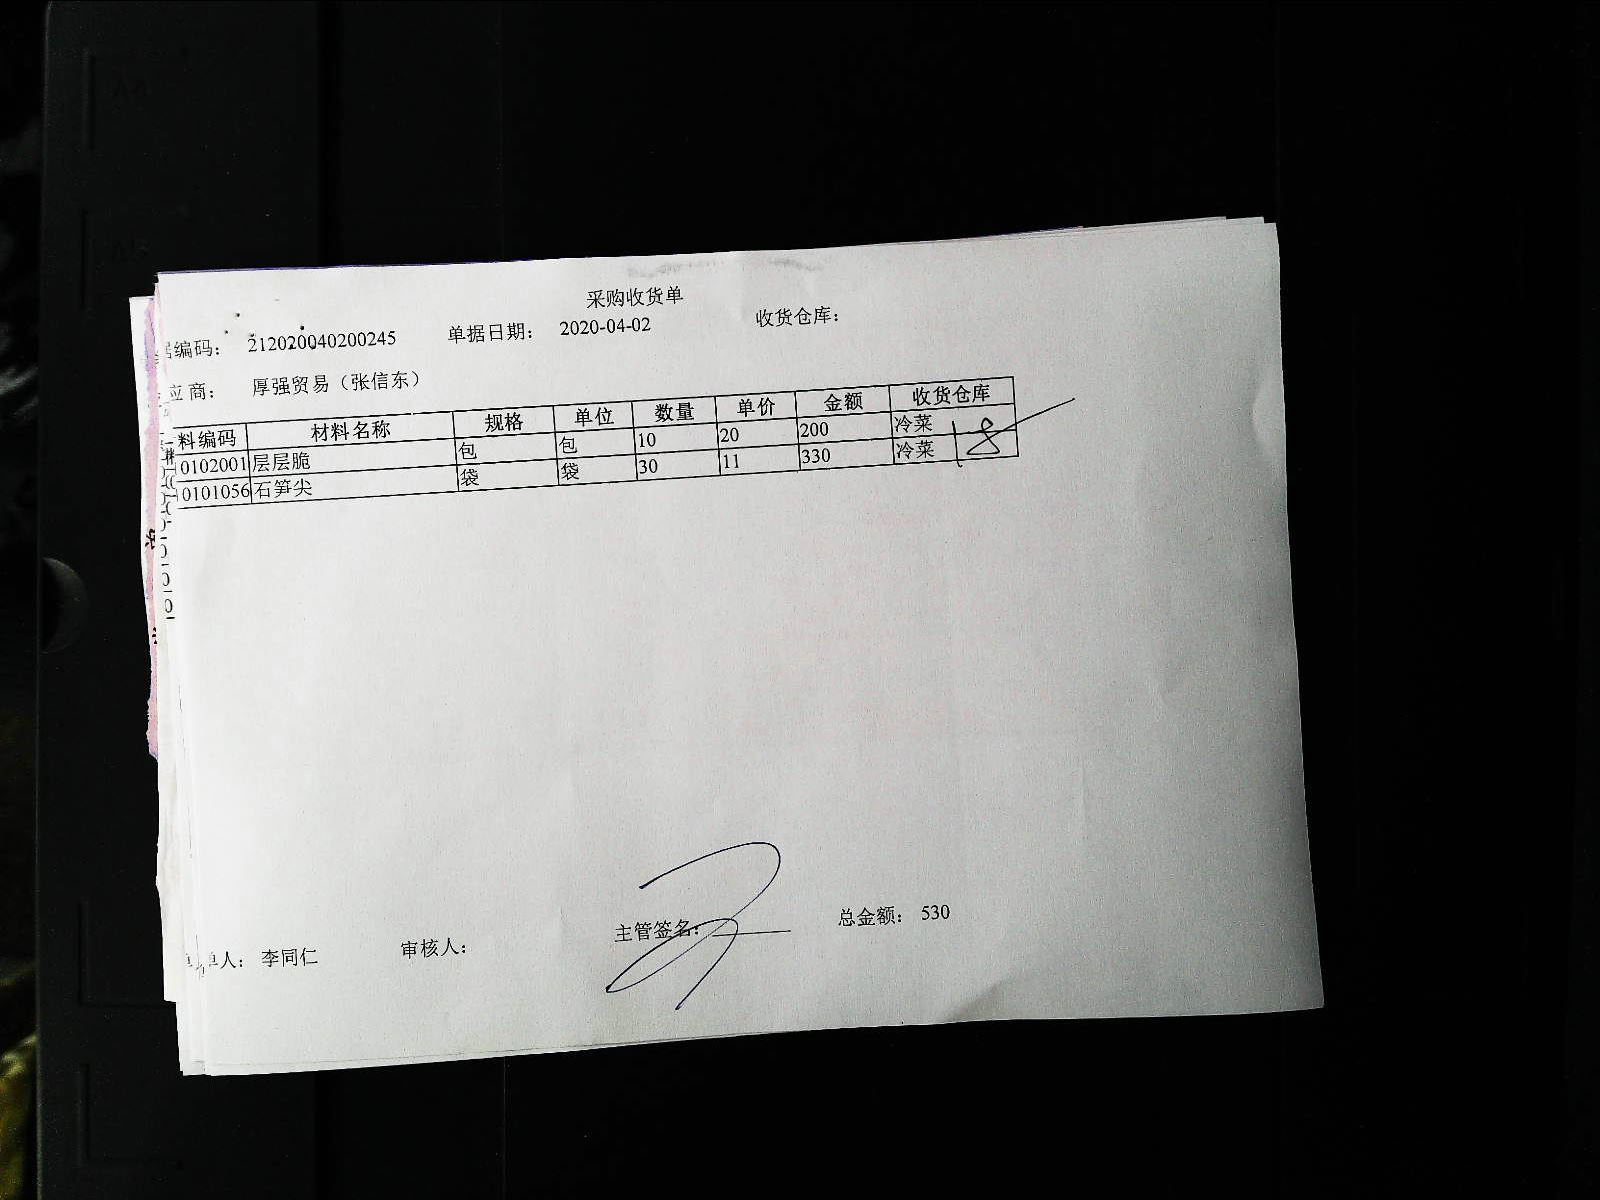 采购收货单
据编码： 212020040200245 单据日期： 2020-04-02 收货仓库：
应商： 厚强贸易（张信东）
料编码 材料名称 规格 单位 数量 单价 金额 收货仓库
0102001 层层脆 包 包 10 20 200 冷菜
0101056 石笋尖 袋 袋 30 11 330 冷菜
单人： 李同仁 审核人： 主管签名： 总金额： 530